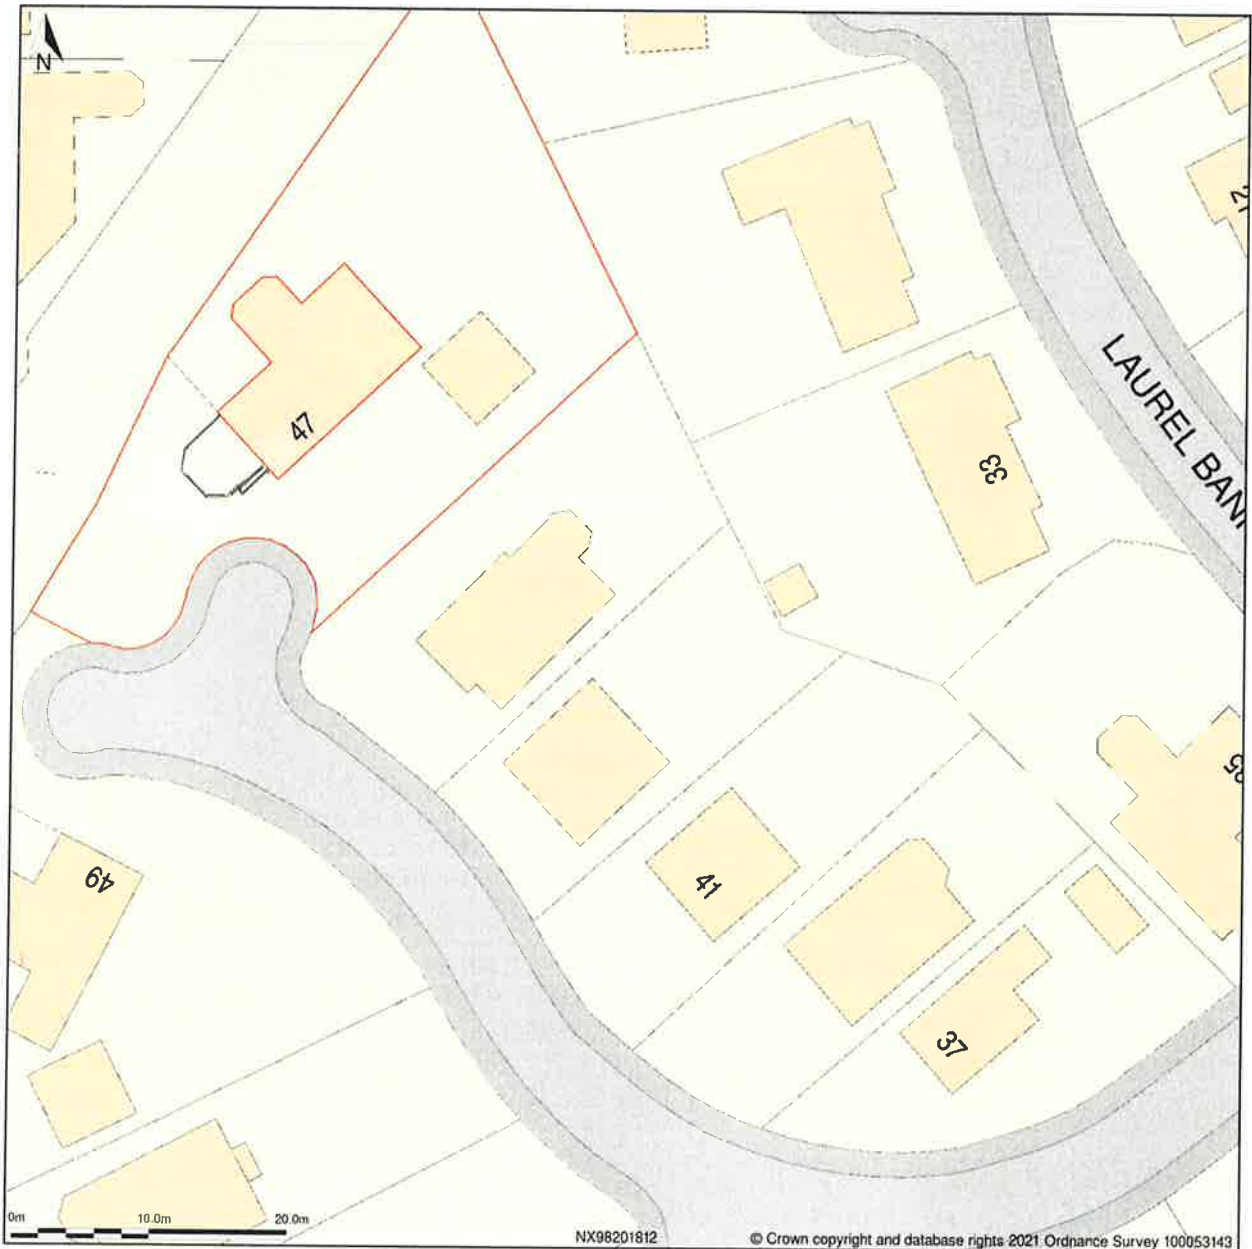 N
LAUREL BAN
47
33
49
41
37
0m 10.0m 20.0m
NX98201812
© Crown copyright and database rights 2021 Ordnance Survey 100053143